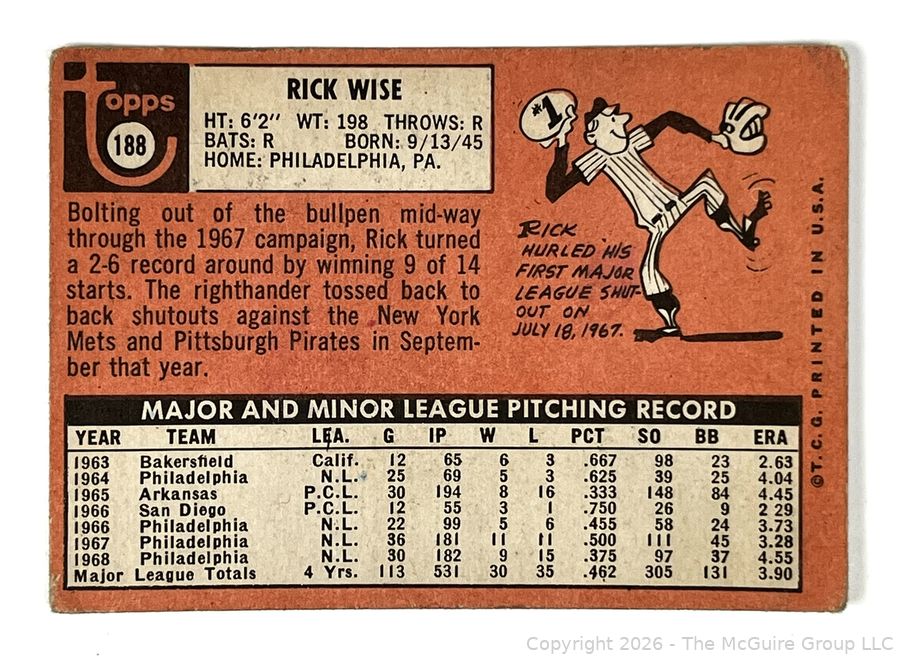 topps
188
RICK WISE
HT: 6'2" WT: 198 THROWS: R
BATS: R BORN: 9/13/45
HOME: PHILADELPHIA, PA.
Bolting out of the bullpen mid-way
through the 1967 campaign, Rick turned
a 2-6 record around by winning 9 of 14
starts. The righthander tossed back to
back shutouts against the New York
Mets and Pittsburgh Pirates in Septem-
ber that year.
#1
RICK
HURLED HIS
FIRST MAJOR
LEAGUE SHUT-
OUT ON
JULY 18, 1967.
MAJOR AND MINOR LEAGUE PITCHING RECORD
YEAR TEAM LEA. G IP W L PCT SO BB ERA
1963 Bakersfield Calif. 12 65 6 3 .667 98 23 2.63
1964 Philadelphia N.L. 25 69 5 3 .625 39 25 4.04
1965 Arkansas P.C.L. 30 194 8 16 .333 148 84 4.45
1966 San Diego P.C.L. 12 55 3 1 .750 26 9 2 29
1966 Philadelphia N.L. 22 99 5 6 .455 58 24 3.73
1967 Philadelphia N.L. 36 181 11 11 .500 111 45 3.28
1968 Philadelphia N.L. 30 182 9 15 .375 97 37 4.55
Major League Totals 4 Yrs. 113 531 30 35 .462 305 131 3.90
©T.C.G. PRINTED IN U.S.A.
Copyright 2026 - The McGuire Group LLC